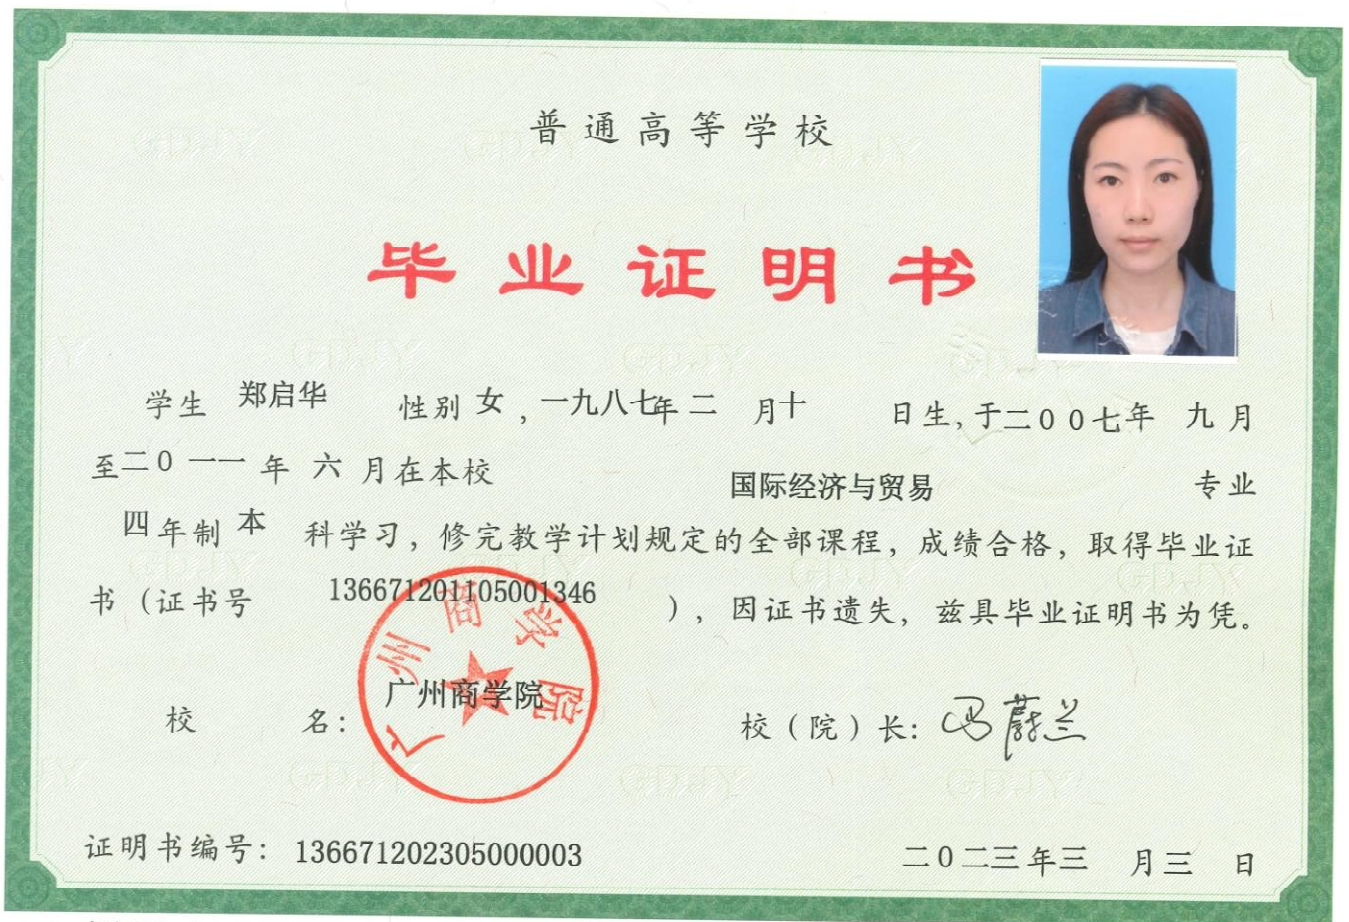 普通高等学校
毕业证明书
学生 郑启华 性别 女 ，一九八七年 二 月十 日生，于二00七年 九 月
至二0一一 年 六 月在本校 国际经济与贸易 专业
四年制 本 科学习，修完教学计划规定的全部课程，成绩合格，取得毕业证
书（证书号 136671201105001346 ），因证书遗失，兹具毕业证明书为凭。
校 名： 广州商学院 校（院）长：冯蔚兰
广州商学院
证明书编号：136671202305000003 二0二三年三 月三 日